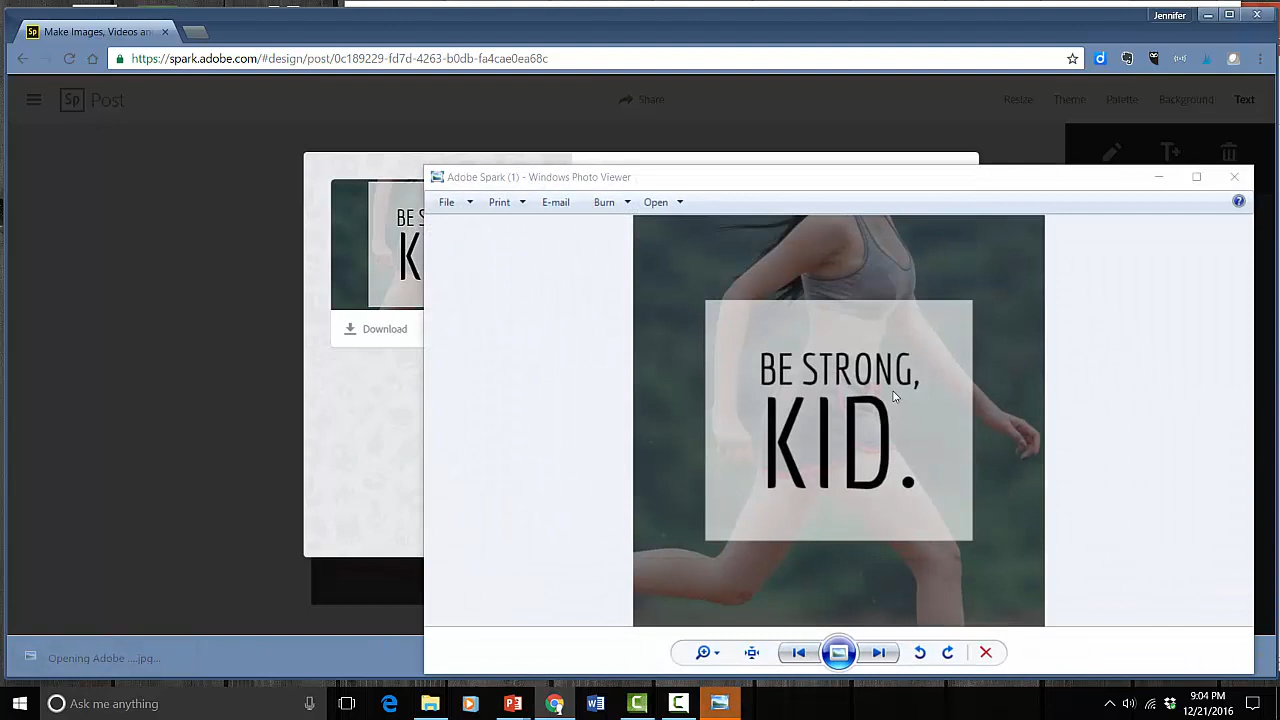 Jennifer
Sp Make Images, Videos an
https://spark.adobe.com/#design/post/0c189229-fd7d-4263-b0db-fa4cae0ea68c
Sp Post
Share
Resize Theme Palette Background Text
Adobe Spark (1) - Windows Photo Viewer
File Print E-mail Burn Open
BE S
K
Download
BE STRONG,
KID.
Opening Adobe ....jpg...
Ask me anything
9:04 PM
12/21/2016